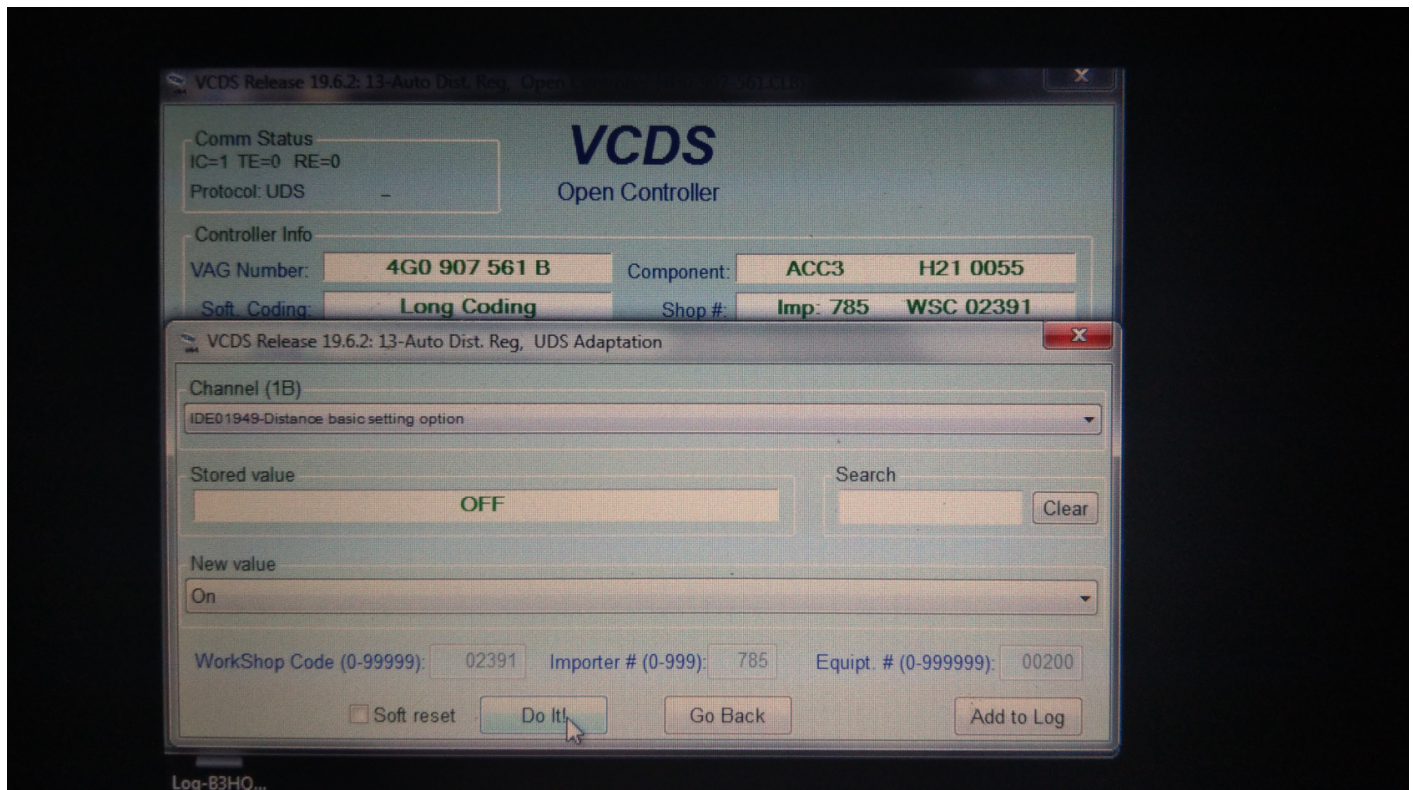 VCDS Release 19.6.2: 13-Auto Dist. Reg, Open
Comm Status
IC=1 TE=0 RE=0
Protocol: UDS
VCDS
Open Controller
Controller Info
VAG Number: 4G0 907 561 B Component: ACC3 H21 0055
Soft. Coding: Long Coding Shop #: Imp: 785 WSC 02391
VCDS Release 19.6.2: 13-Auto Dist. Reg, UDS Adaptation
Channel (1B)
IDE01949-Distance basic setting option
Stored value
Search
OFF
Clear
New value
On
WorkShop Code (0-99999): 02391 Importer # (0-999): 785 Equipt. # (0-999999): 00200
Soft reset Do It! Go Back Add to Log
Log-B3HO...